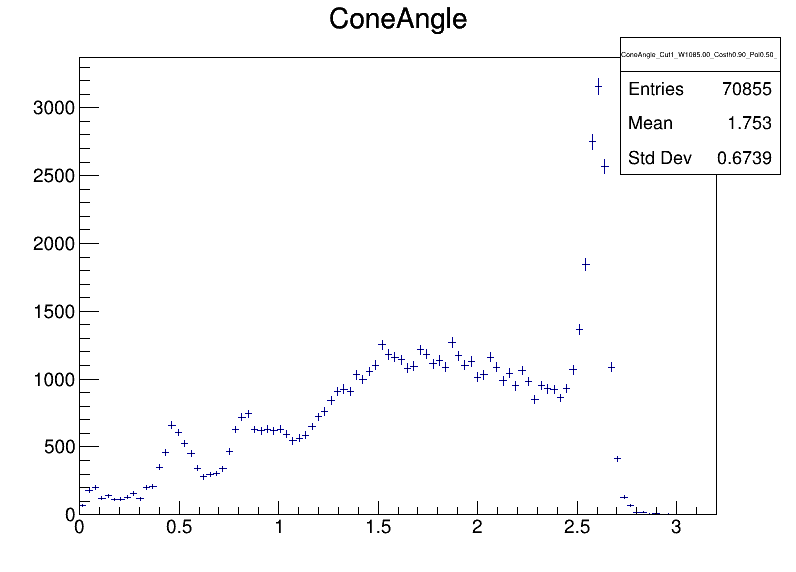 ConeAngle
ConeAngle_Cut1_W1085.00_Costh0.90_Pol0.50_
Entries 70855
Mean 1.753
Std Dev 0.6739
3000
2500
2000
1500
1000
500
0
0 0.5 1 1.5 2 2.5 3